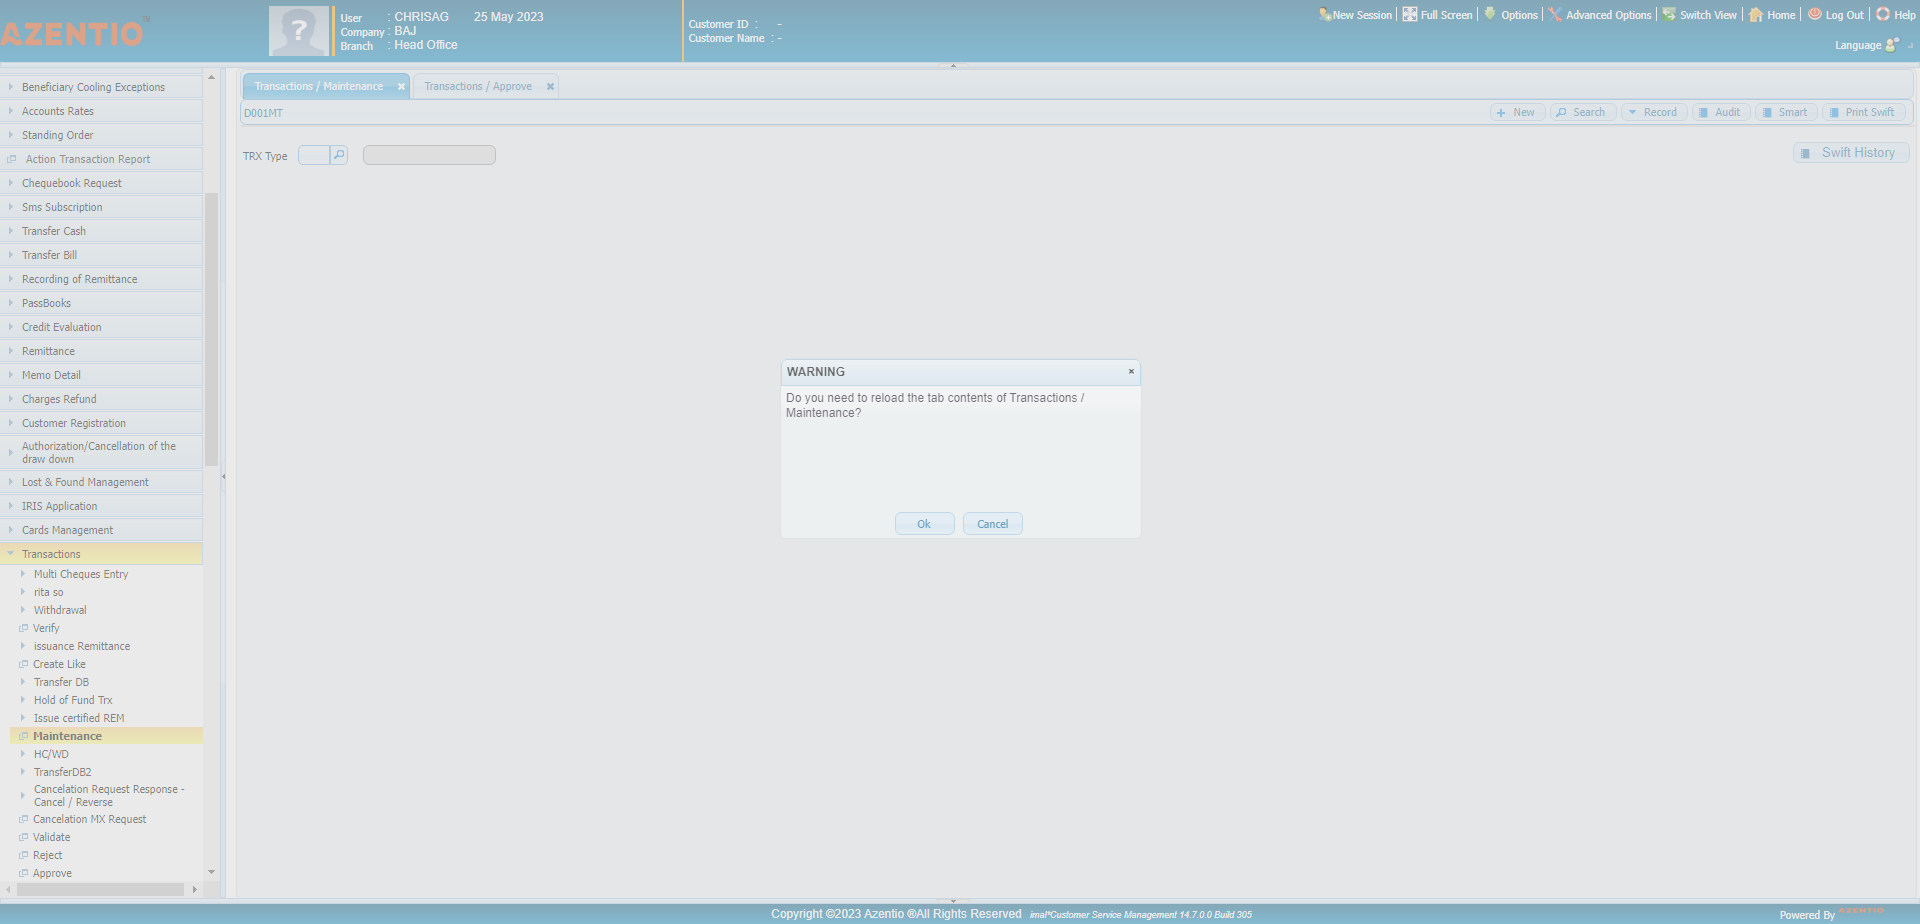 AZENTIO™
User : CHRISAG 25 May 2023
Company : BAJ
Branch : Head Office
Customer ID : -
Customer Name : -
New Session | Full Screen | Options | Advanced Options | Switch View | Home | Log Out | Help
Language
Beneficiary Cooling Exceptions
Accounts Rates
Standing Order
Action Transaction Report
Chequebook Request
Sms Subscription
Transfer Cash
Transfer Bill
Recording of Remittance
PassBooks
Credit Evaluation
Remittance
Memo Detail
Charges Refund
Customer Registration
Authorization/Cancellation of the
draw down
Lost & Found Management
IRIS Application
Cards Management
Transactions
Multi Cheques Entry
rita so
Withdrawal
Verify
issuance Remittance
Create Like
Transfer DB
Hold of Fund Trx
Issue certified REM
Maintenance
HC/WD
TransferDB2
Cancelation Request Response -
Cancel / Reverse
Cancelation MX Request
Validate
Reject
Approve
Transactions / Maintenance Transactions / Approve
D001MT New Search Record Audit Smart Print Swift
TRX Type Swift History
WARNING
Do you need to reload the tab contents of Transactions /
Maintenance?
Ok Cancel
Copyright ©2023 Azentio ®All Rights Reserved imal*Customer Service Management 14.7.0.0 Build 305
Powered By AZENTIO